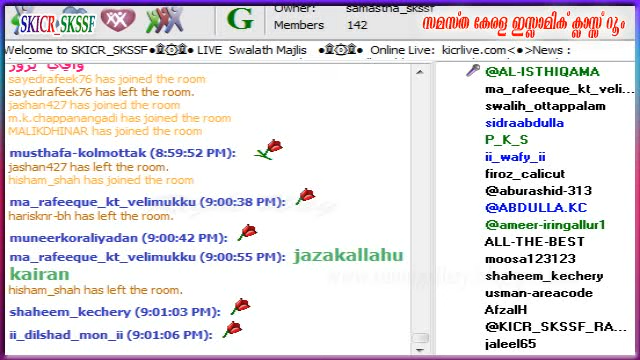 SKICR_SKSSF
G
Owner: samastha_skssf
Members 142
സമസ്ത കേരള ഇസ്ലാമിക് ക്ലാസ്സ് റൂം
Welcome to SKICR_SKSSF●۩۞۩● LIVE Swalath Majlis ●۩۞۩● Online Live: kicrlive.com<●>News :
sayedrafeek76 has joined the room
sayedrafeek76 has left the room.
jashan427 has joined the room
m.k.chappanangadi has joined the room
MALIKDHINAR has joined the room
musthafa-kolmottak (8:59:52 PM):
jashan427 has left the room.
hisham_shah has joined the room
ma_rafeeque_kt_velimukku (9:00:38 PM):
harisknr-bh has left the room.
muneerkoraliyadan (9:00:42 PM):
ma_rafeeque_kt_velimukku (9:00:55 PM): jazakallahu
kairan
hisham_shah has left the room.
shaheem_kechery (9:01:03 PM):
ii_dilshad_mon_ii (9:01:06 PM):
@AL-ISTHIQAMA
ma_rafeeque_kt_veli...
swalih_ottappalam
sidraabdulla
P_K_S
ii_wafy_ii
firoz_calicut
@aburashid-313
@ABDULLA.KC
@ameer-iringallur1
ALL-THE-BEST
moosa123123
shaheem_kechery
usman-areacode
AfzalH
@KICR_SKSSF_RA...
jaleel65